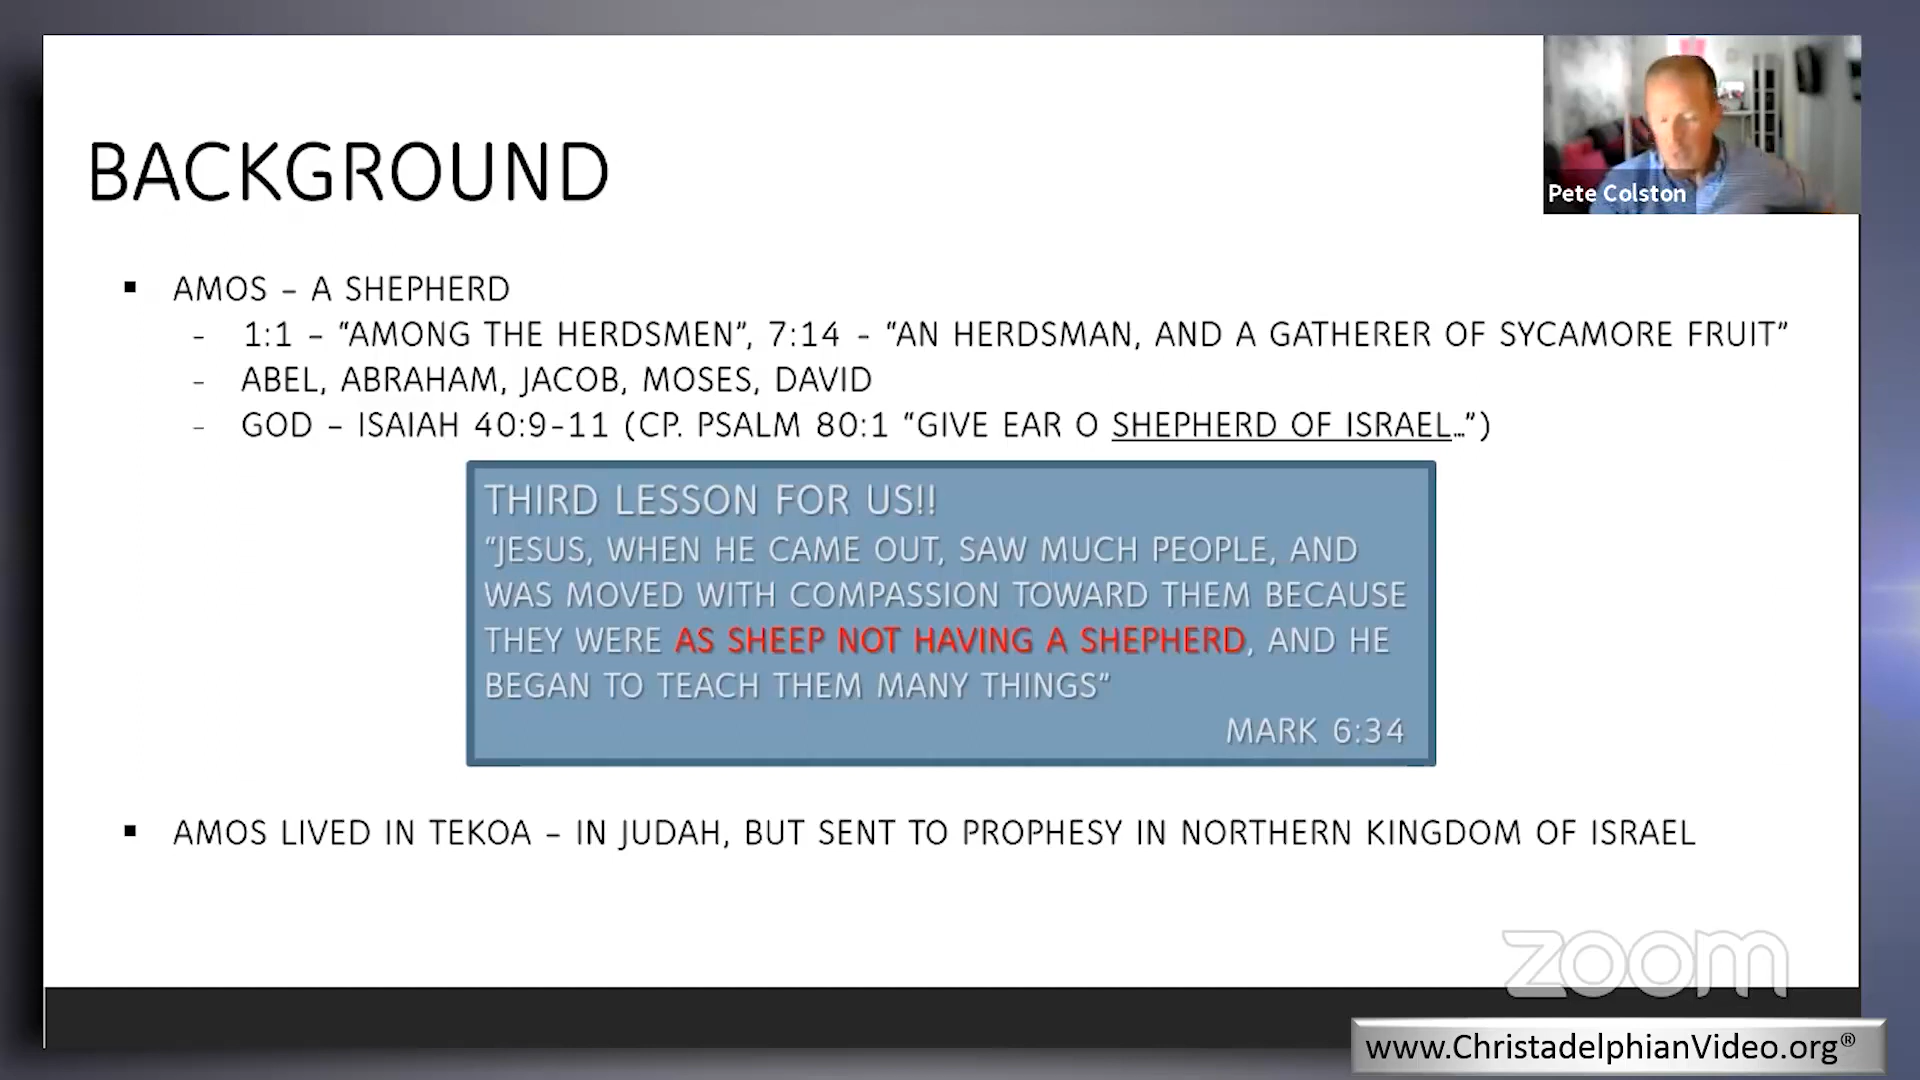 BACKGROUND
Pete Colston
▪ AMOS – A SHEPHERD
- 1:1 – “AMONG THE HERDSMEN”, 7:14 - “AN HERDSMAN, AND A GATHERER OF SYCAMORE FRUIT”
- ABEL, ABRAHAM, JACOB, MOSES, DAVID
- GOD – ISAIAH 40:9-11 (CP. PSALM 80:1 “GIVE EAR O SHEPHERD OF ISRAEL…”)
THIRD LESSON FOR US!!
“JESUS, WHEN HE CAME OUT, SAW MUCH PEOPLE, AND
WAS MOVED WITH COMPASSION TOWARD THEM BECAUSE
THEY WERE AS SHEEP NOT HAVING A SHEPHERD, AND HE
BEGAN TO TEACH THEM MANY THINGS”
MARK 6:34
▪ AMOS LIVED IN TEKOA – IN JUDAH, BUT SENT TO PROPHESY IN NORTHERN KINGDOM OF ISRAEL
zoom
www.ChristadelphianVideo.org®